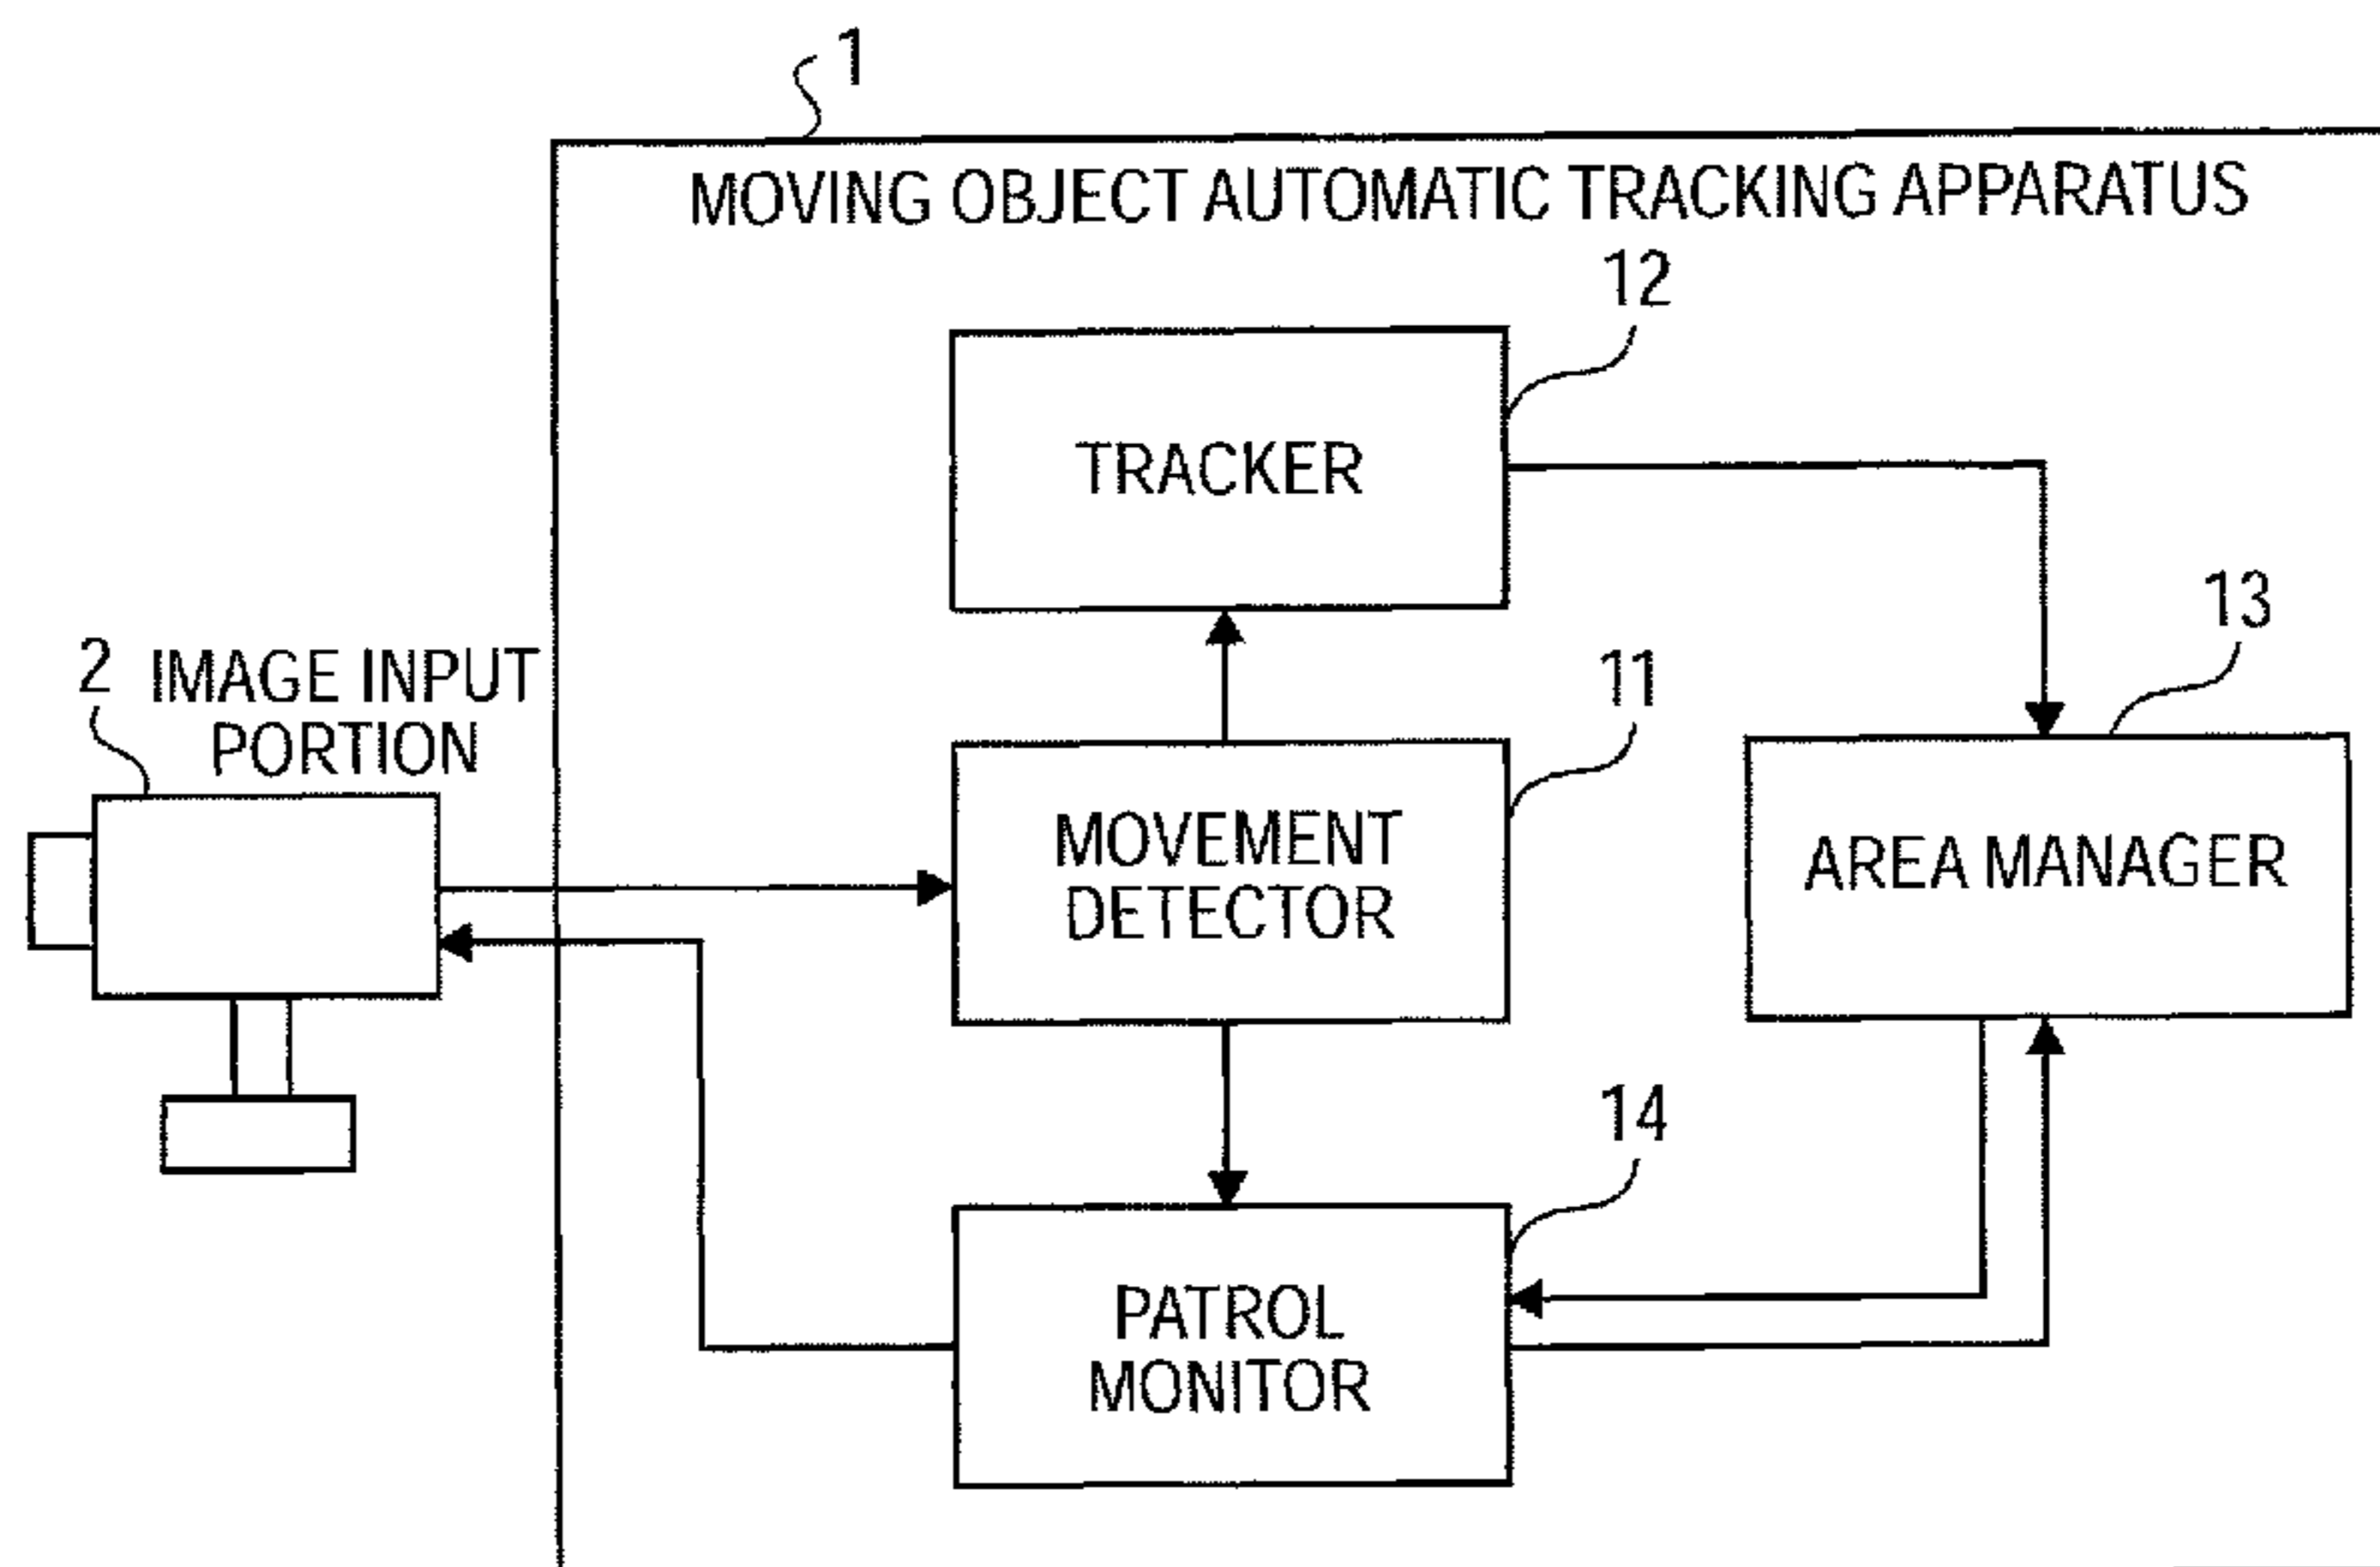 1
MOVING OBJECT AUTOMATIC TRACKING APPARATUS
12
TRACKER
13
2
IMAGE INPUT
PORTION
11
MOVEMENT
DETECTOR
AREA MANAGER
14
PATROL
MONITOR